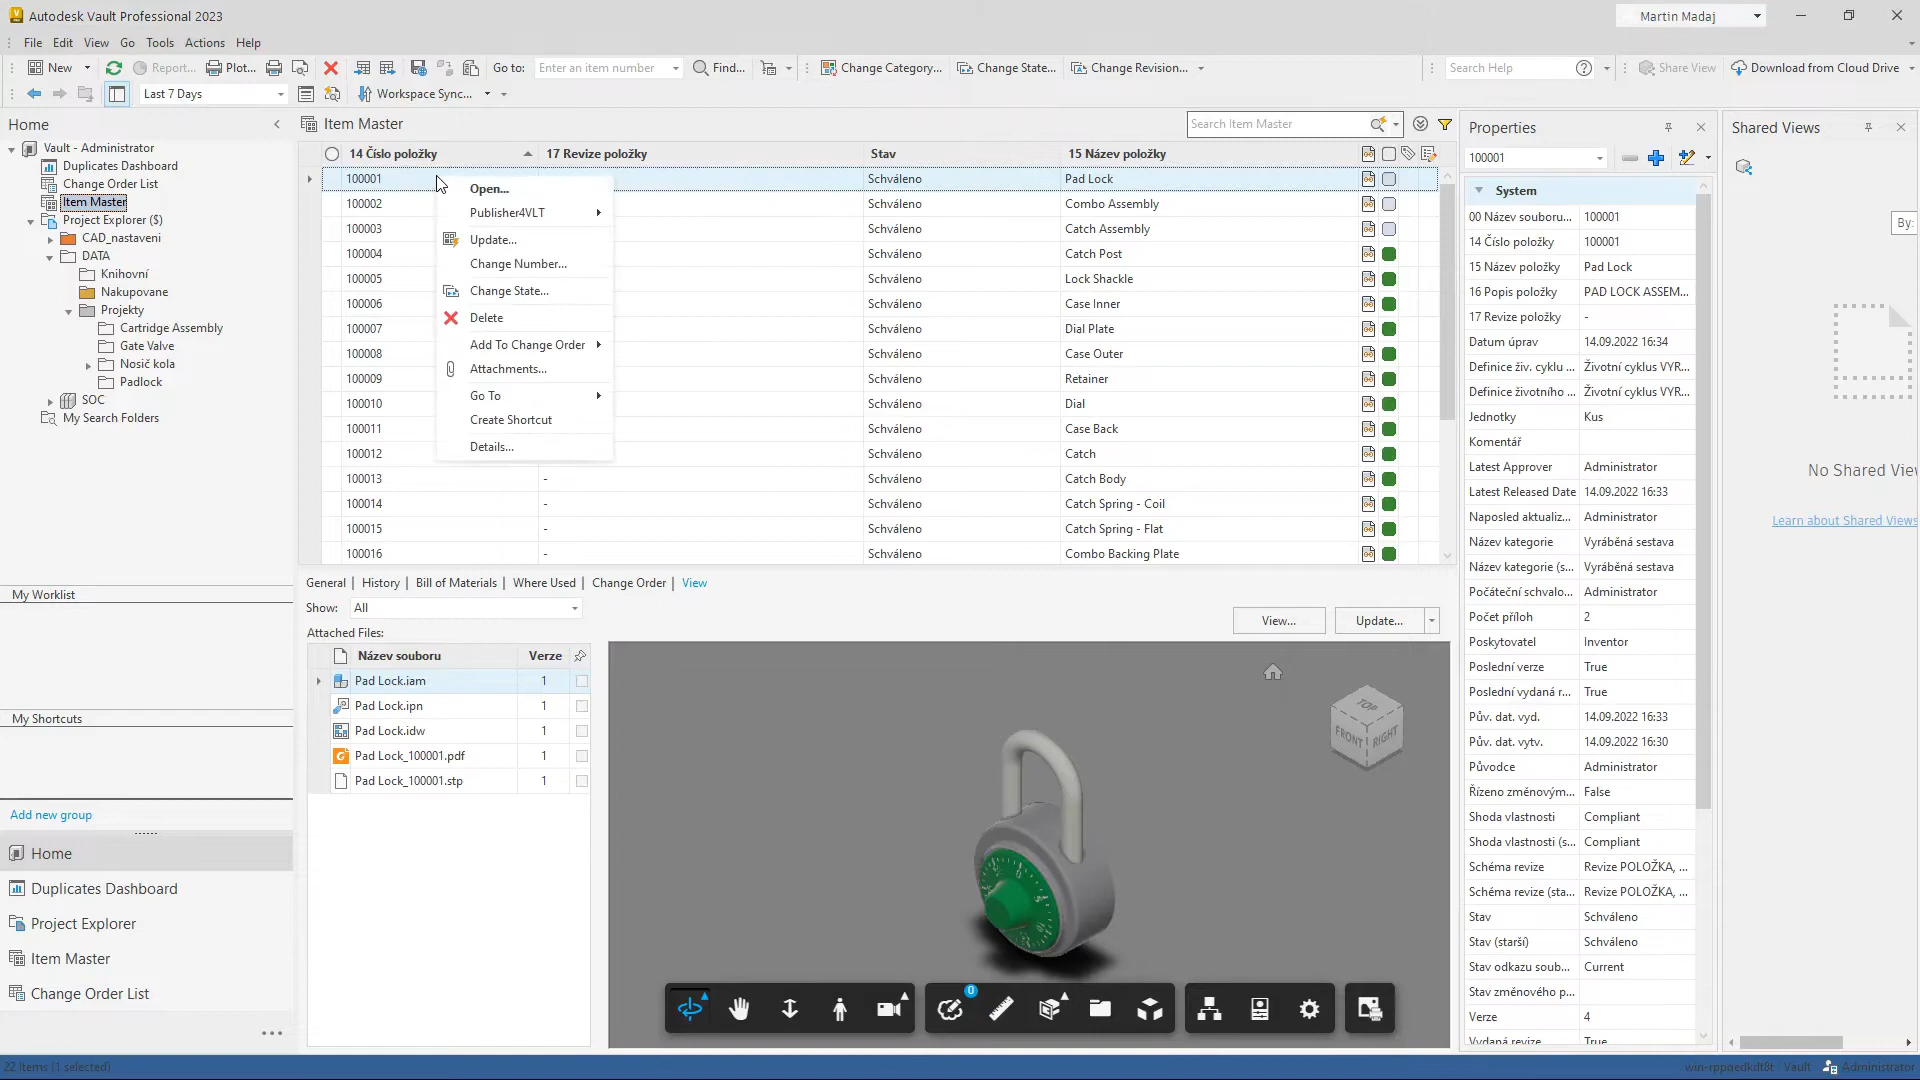 Autodesk Vault Professional 2023
Martin Madaj
File Edit View Go Tools Actions Help
New Report... Plot... Go to: Enter an item number Find... Change Category... Change State... Change Revision... Search Help Share View Download from Cloud Drive
Last 7 Days Workspace Sync...
Home
Vault - Administrator
Duplicates Dashboard
Change Order List
Item Master
Project Explorer ($)
CAD_nastaveni
DATA
Knihovní
Nakupovane
Projekty
Cartridge Assembly
Gate Valve
Nosič kola
Padlock
SOC
My Search Folders
My Worklist
My Shortcuts
Add new group
Home
Duplicates Dashboard
Project Explorer
Item Master
Change Order List
Item Master
Search Item Master
14 Číslo položky 17 Revize položky Stav 15 Název položky
100001 Schváleno Pad Lock
100002 Schváleno Combo Assembly
100003 Schváleno Catch Assembly
100004 Schváleno Catch Post
100005 Schváleno Lock Shackle
100006 Schváleno Case Inner
100007 Schváleno Dial Plate
100008 Schváleno Case Outer
100009 Schváleno Retainer
100010 Schváleno Dial
100011 Schváleno Case Back
100012 Schváleno Catch
100013 - Schváleno Catch Body
100014 - Schváleno Catch Spring - Coil
100015 - Schváleno Catch Spring - Flat
100016 - Schváleno Combo Backing Plate
Open...
Publisher4VLT
Update...
Change Number...
Change State...
Delete
Add To Change Order
Attachments...
Go To
Create Shortcut
Details...
General | History | Bill of Materials | Where Used | Change Order | View
Show: All
View... Update...
Attached Files:
Název souboru Verze
Pad Lock.iam 1
Pad Lock.ipn 1
Pad Lock.idw 1
Pad Lock_100001.pdf 1
Pad Lock_100001.stp 1
TOP
FRONT RIGHT
0
Properties
100001
System
00 Název souboru... 100001
14 Číslo položky 100001
15 Název položky Pad Lock
16 Popis položky PAD LOCK ASSEM...
17 Revize položky -
Datum úprav 14.09.2022 16:34
Definice živ. cyklu ... Životní cyklus VYR...
Definice životního ... Životní cyklus VYR...
Jednotky Kus
Komentář
Latest Approver Administrator
Latest Released Date 14.09.2022 16:33
Naposled aktualiz... Administrator
Název kategorie Vyráběná sestava
Název kategorie (s... Vyráběná sestava
Počáteční schvalo... Administrator
Počet příloh 2
Poskytovatel Inventor
Poslední verze True
Poslední vydaná r... True
Pův. dat. vyd. 14.09.2022 16:33
Pův. dat. vytv. 14.09.2022 16:30
Původce Administrator
Řízeno změnovým... False
Shoda vlastnosti Compliant
Shoda vlastnosti (s... Compliant
Schéma revize Revize POLOŽKA, ...
Schéma revize (sta... Revize POLOŽKA, ...
Stav Schváleno
Stav (starší) Schváleno
Stav odkazu soub... Current
Stav změnového p...
Verze 4
Vydaná revize True
Shared Views
By:
No Shared View
Learn about Shared Views
22 Items (1 selected)
win-rppqedkdt8t Vault Administrator